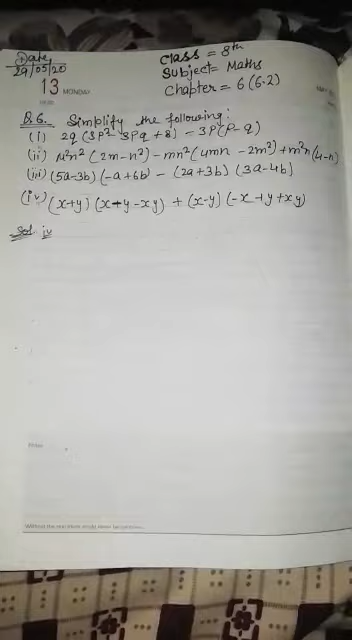 Date
29/05/20
Class = 8th
Subject= Maths
Chapter = 6 (6.2)
13 MONDAY
Q.6. Simplify the following:
(i) 2q (3p² - 3pq + 8) - 3p(p-q)
(ii) n²n² (2m-n²) - mn² (4mn - 2m²) + m²n (4-n)
(iii) (5a-3b) (-a+6b) - (2a+3b) (3a-4b)
(iv) (x+y) (x+y-xy) + (x-y) (-x+y+xy)
Sol. iv